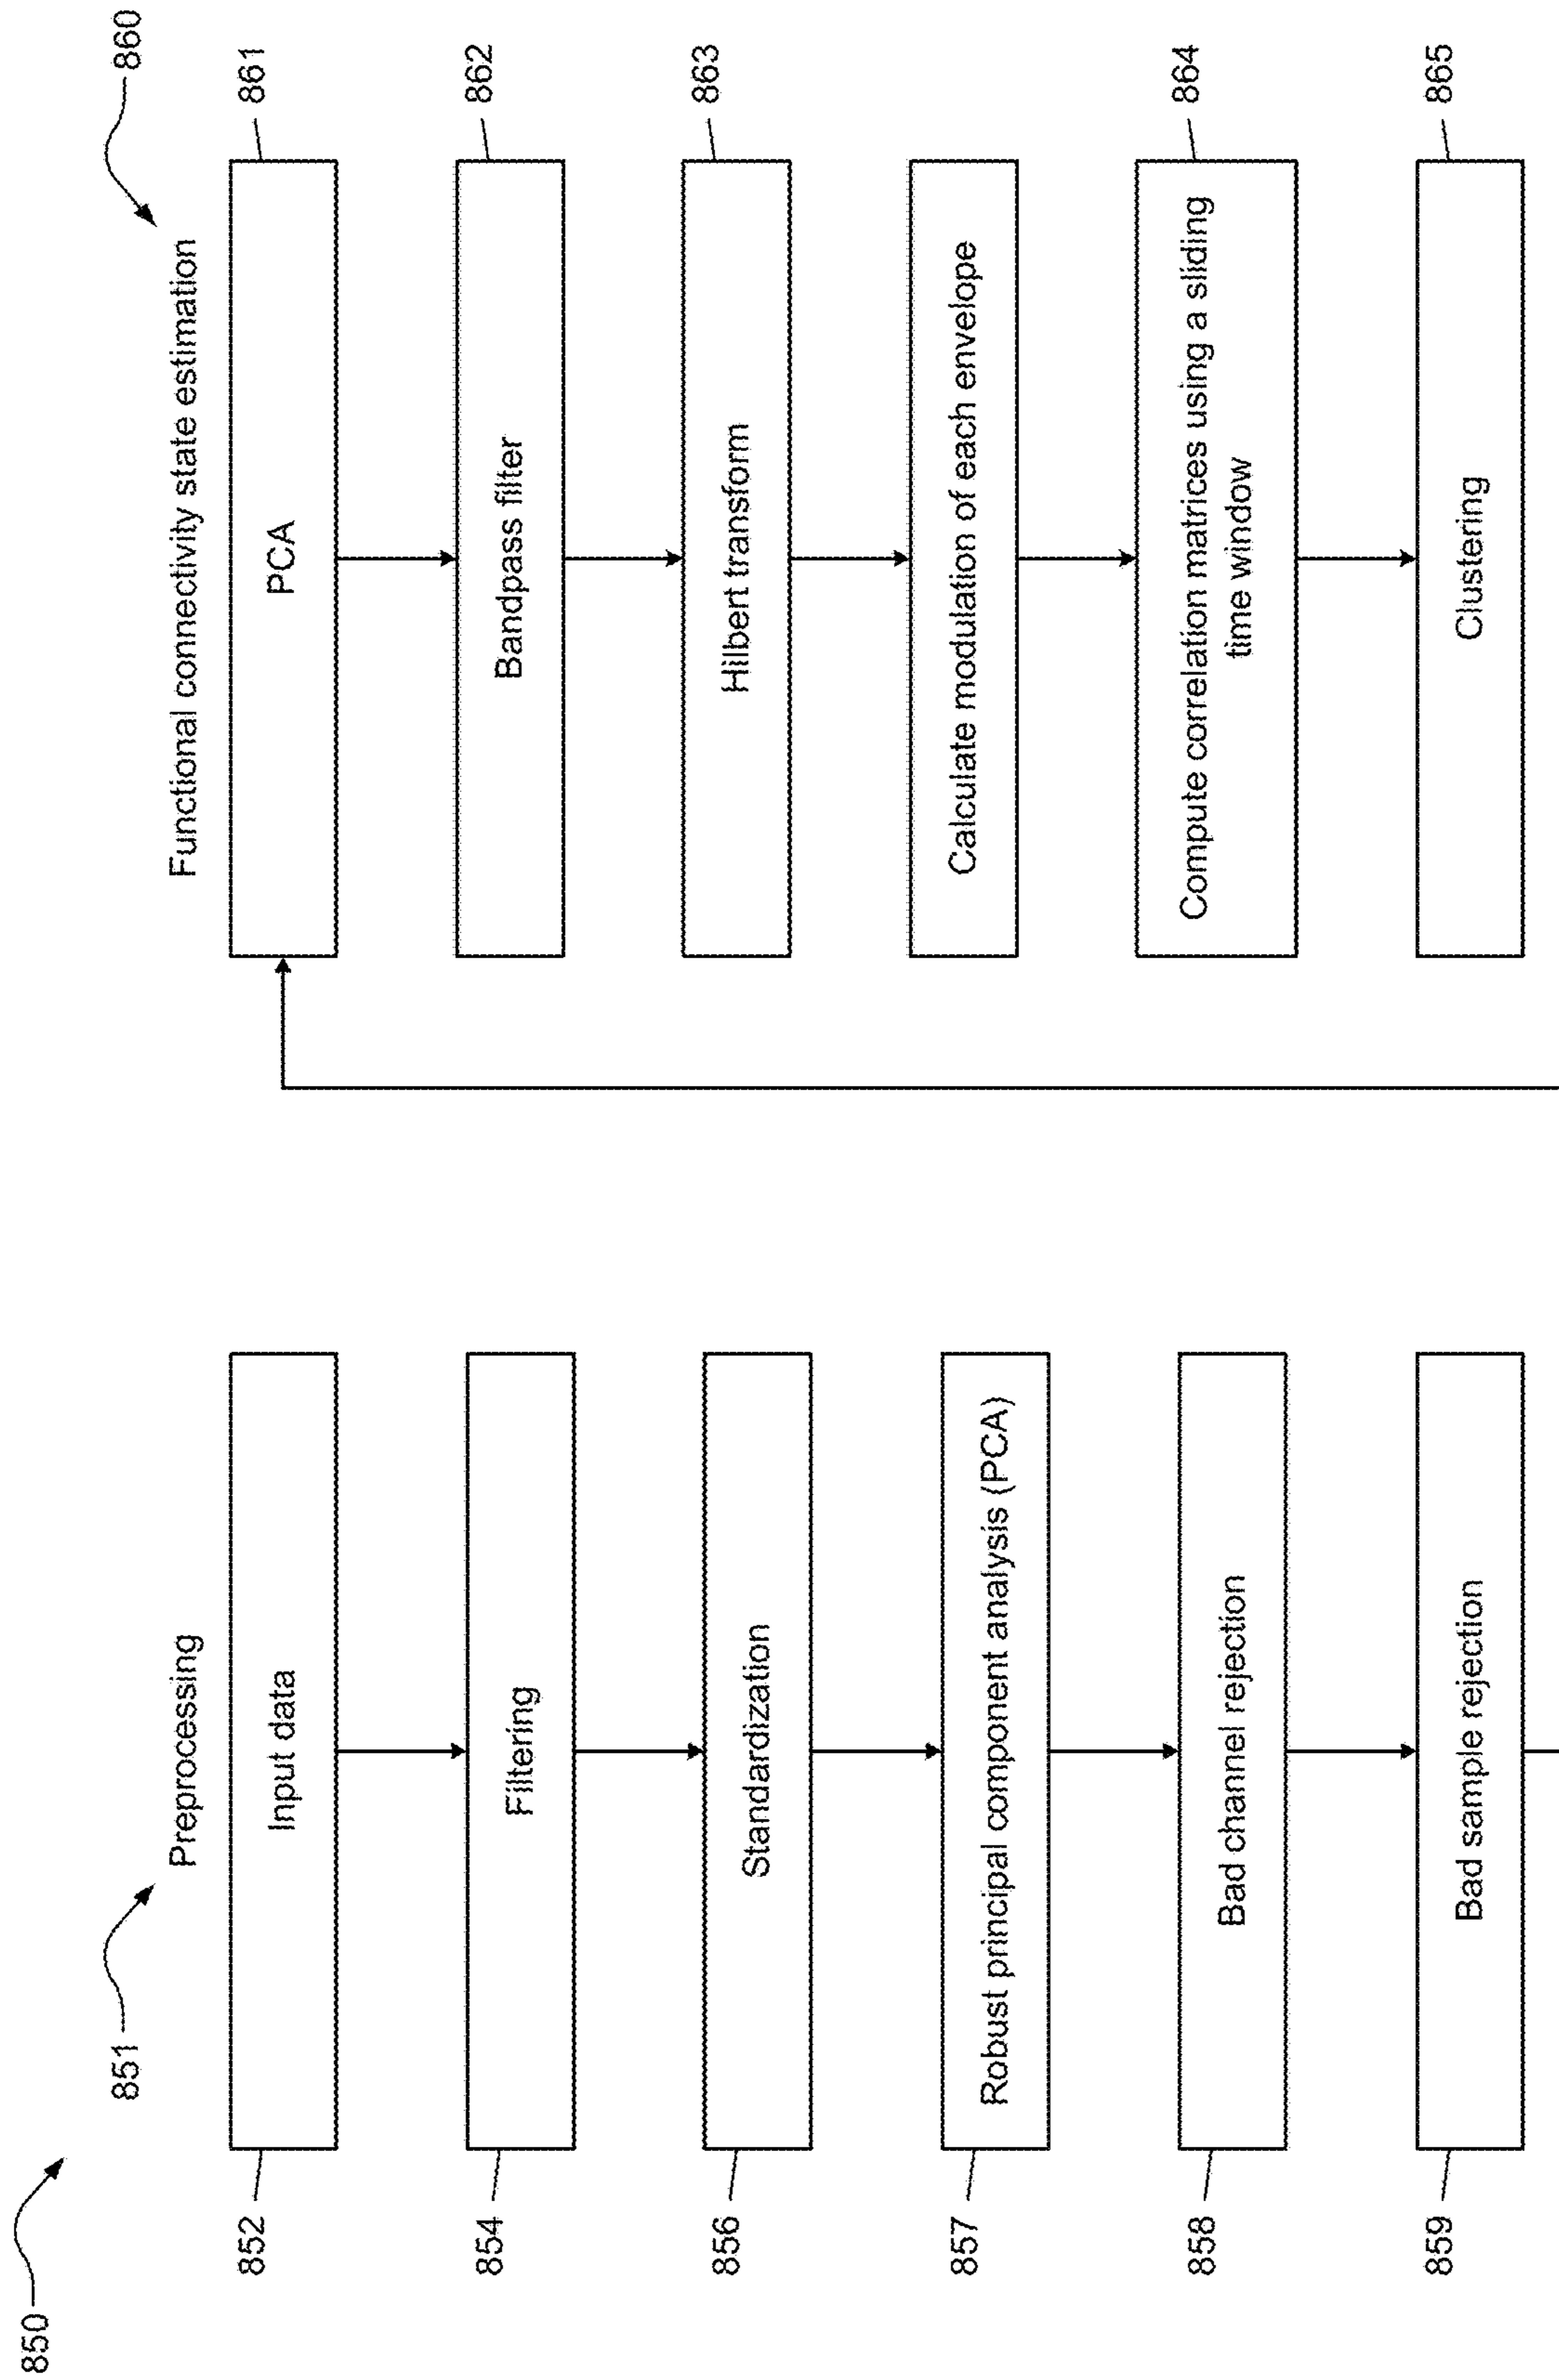 850
851
Preprocessing
852
Input data
854
Filtering
856
Standardization
857
Robust principal component analysis (PCA)
858
Bad channel rejection
859
Bad sample rejection
860
Functional connectivity state estimation
PCA
861
Bandpass filter
862
Hilbert transform
863
Calculate modulation of each envelope
Compute correlation matrices using a sliding
time window
864
Clustering
865